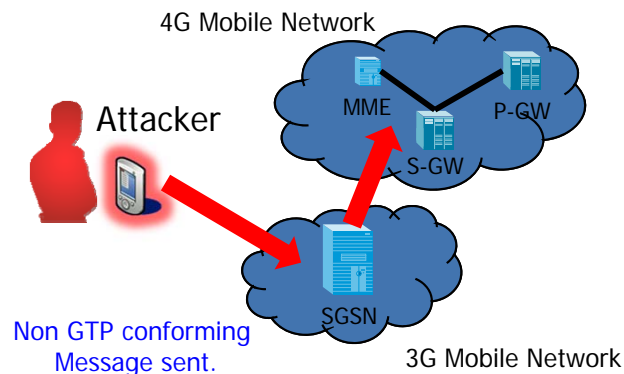 4G Mobile Network
MME
P-GW
S-GW
Attacker
SGSN
Non GTP conforming
Message sent.
3G Mobile Network